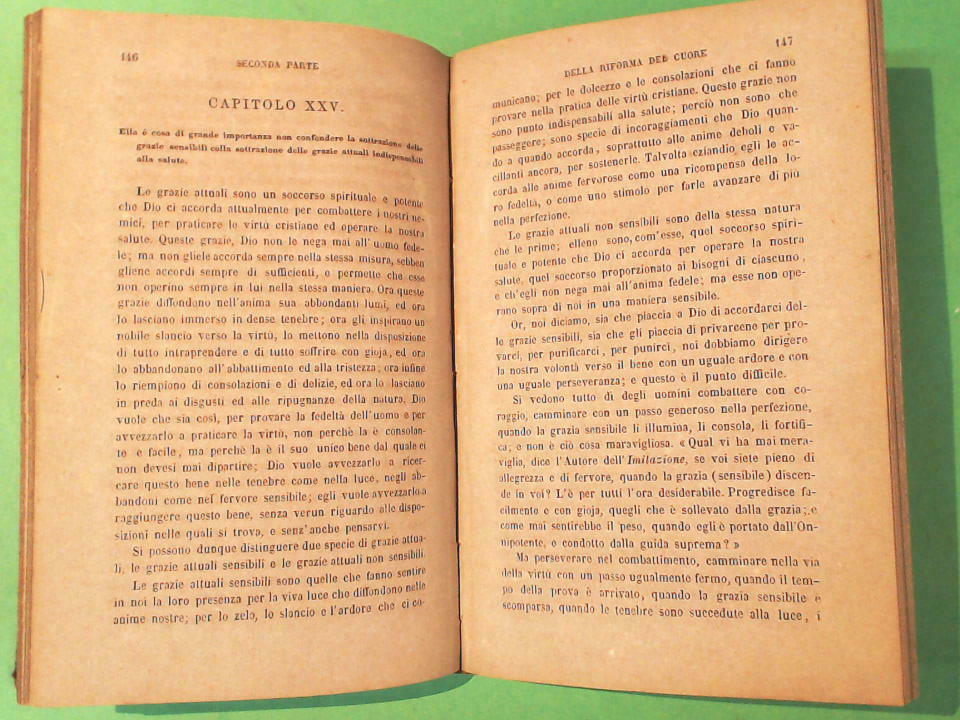 146
SECONDA PARTE
CAPITOLO XXV.
Ella è cosa di grande importanza non confondere la sottrazione delle
grazie sensibili colla sottrazione delle grazie attuali indispensabili
alla salute.
Le grazie attuali sono un soccorso spirituale e potente
che Dio ci accorda attualmente per combattere i nostri ne-
mici, per praticare le virtù cristiane ed operare la nostra
salute. Queste grazie, Dio non le nega mai all'uomo fede-
le; ma non gliele accorda sempre nella stessa misura, sebben
gliene accordi sempre di sufficienti, e permette che esse
non operino sempre in lui nella stessa maniera. Ora queste
grazie diffondono nell'anima sua abbondanti lumi, ed ora
lo lasciano immerso in dense tenebre; ora gli inspirano un
nobile slancio verso la virtù, lo mettono nella disposizione
di tutto intraprendere e di tutto soffrire con gioja, ed ora
lo abbandonano all'abbattimento ed alla tristezza; ora infine
lo riempiono di consolazioni e di delizie, ed ora lo lasciano
in preda ai disgusti ed alle ripugnanze della natura. Dio
vuole che sia così, per provare la fedeltà dell'uomo e per
avvezzarlo a praticare la virtù, non perchè la è consolan-
te e facile, ma perchè la è il suo unico bene dal quale ei
non devesi mai dipartire; Dio vuole avvezzarlo a ricer-
care questo bene nelle tenebre come nella luce, negli ab-
bandoni come nel fervore sensibile; egli vuole avvezzarlo a
raggiungere questo bene, senza verun riguardo alle dispo-
sizioni nelle quali si trova, e senz'anche pensarvi.
Si possono dunque distinguere due specie di grazie attua-
li, le grazie attuali sensibili e le grazie attuali non sensibili
Le grazie attuali sensibili sono quelle che fanno sentire
in noi la loro presenza per la viva luce che diffondono nelle
anime nostre; per lo zelo, lo slancio e l'ardore che ci co-
DELLA RIFORMA DEL CUORE
147
municano; per le dolcezze e le consolazioni che ci fanno
provare nella pratica delle virtù cristiane. Queste grazie non
sono punto indispensabili alla salute; perciò non sono che
passeggere; sono specie di incoraggiamenti che Dio quan-
do a quando accorda, soprattutto alle anime deboli e va-
cillanti ancora, per sostenerle. Talvolta eziandio egli le ac-
corda alle anime fervorose come una ricompensa della lo-
ro fedeltà, o come uno stimolo per farle avanzare di più
nella perfezione.
Le grazie attuali non sensibili sono della stessa natura
che le prime; elleno sono, com'esse, quel soccorso spiri-
tuale e potente che Dio ci accorda per operare la nostra
salute, quel soccorso proporzionato ai bisogni di ciascuno,
e ch'egli non nega mai all'anima fedele; ma esse non ope-
rano sopra di noi in una maniera sensibile.
Or, noi diciamo, sia che piaccia a Dio di accordarci del-
le grazie sensibili, sia che gli piaccia di privarcene per pro-
varci, per purificarci, per punirci, noi dobbiamo dirigere
la nostra volontà verso il bene con un uguale ardore e con
una uguale perseveranza; e questo è il punto difficile.
Si vedono tutto dì degli uomini combattere con co-
raggio, camminare con un passo generoso nella perfezione,
quando la grazia sensibile li illumina, li consola, li fortifi-
ca; e non è ciò cosa maravigliosa. « Qual vi ha mai mera-
viglia, dice l'Autore dell'Imitazione, se voi siete pieno di
allegrezza e di fervore, quando la grazia (sensibile) discen-
de in voi? L'è per tutti l'ora desiderabile. Progredisce fa-
cilmente e con gioja, quegli che è sollevato dalla grazia; e
come mai sentirebbe il peso, quando egli è portato dall'On-
nipotente, e condotto dalla guida suprema? »
Ma perseverare nel combattimento, camminare nella via
della virtù con un passo ugualmente fermo, quando il tem-
po della prova è arrivato, quando la grazia sensibile è
scomparsa, quando le tenebre sono succedute alla luce, i